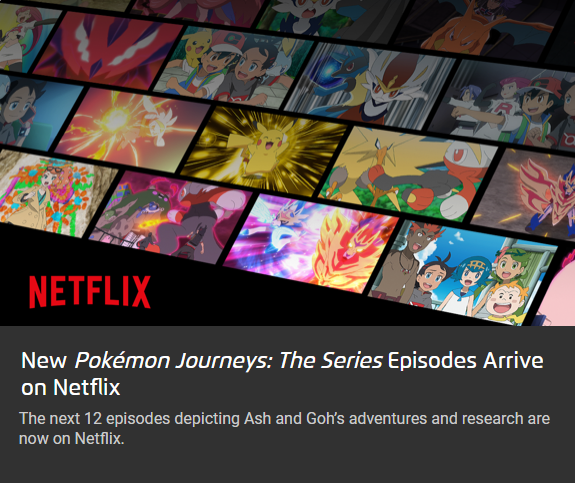 NETFLIX
New Pokémon Journeys: The Series Episodes Arrive
on Netflix
The next 12 episodes depicting Ash and Goh's adventures and research are
now on Netflix.